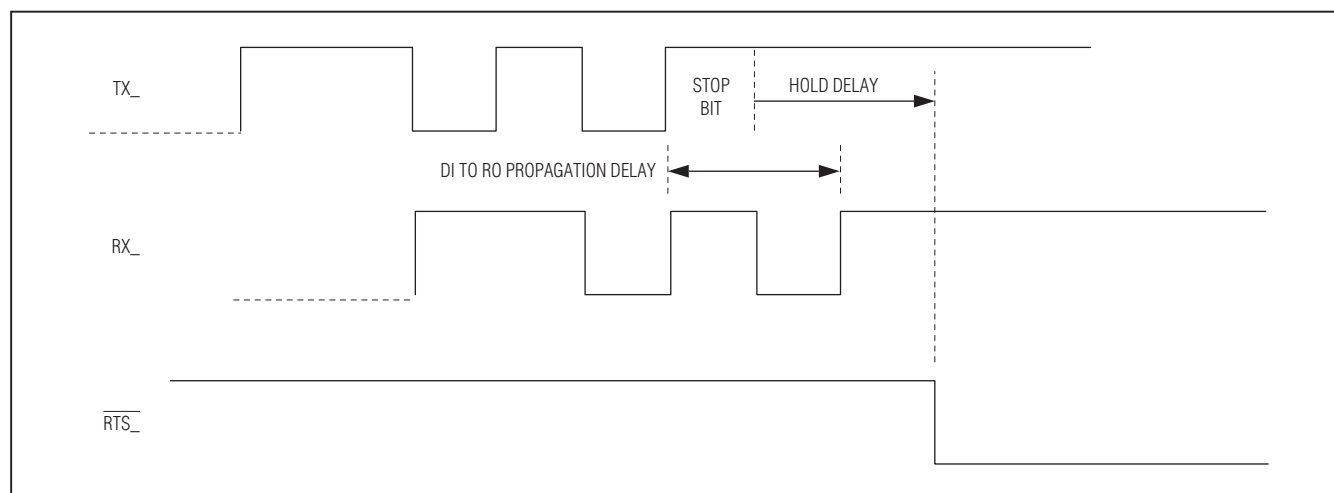 TX_
STOP
BIT
HOLD DELAY
DI TO RO PROPAGATION DELAY
RX_
RTS_